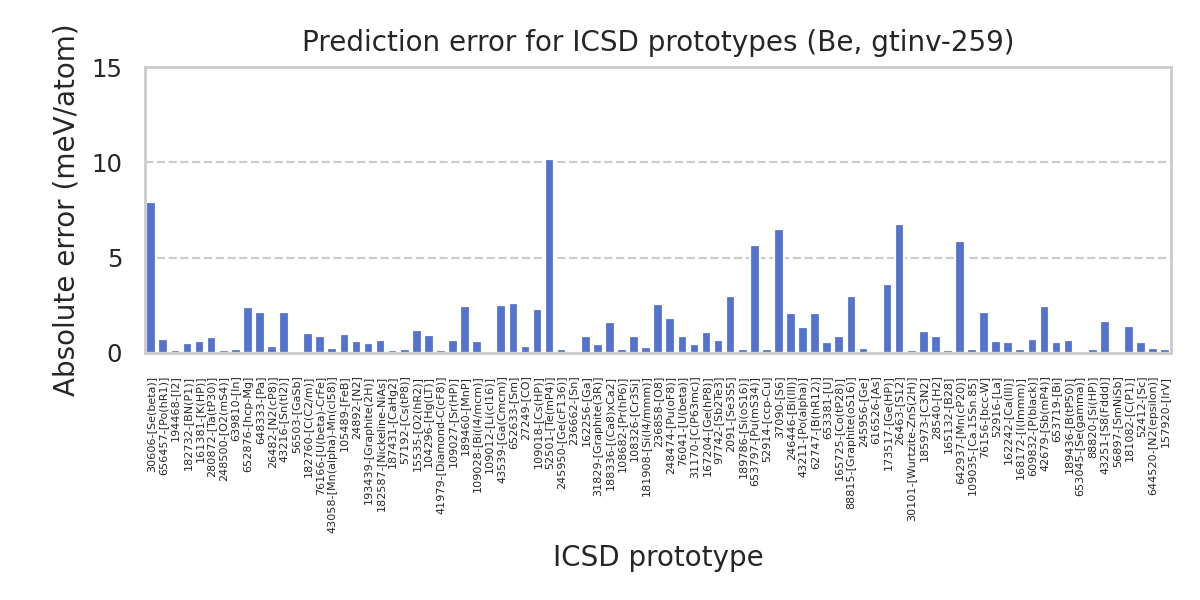 Prediction error for ICSD prototypes (Be, gtinv-259)
Absolute error (meV/atom)
15
10
5
0
30606-[Se(beta)]
656457-[Po(hR1)]
194468-[I2]
182732-[BN(P1)]
161381-[K(HP)]
280872-[Ta(tP30)]
248500-[O2(mS4)]
639810-[In]
652876-[hcp-Mg]
648333-[Pa]
26482-[N2(cP8)]
43216-[Sn(tI2)]
56503-[GaSb]
182760-[C(C2/m)]
76166-[U(beta)-CrFe]
43058-[Mn(alpha)-Mn(cI58)]
105489-[FeB]
24892-[N2]
193439-[Graphite(2H)]
182587-[Nickeline-NiAs]
187431-[CaHg2]
57192-[Cs(tP8)]
15535-[O2(hR2)]
104296-[Hg(LT)]
41979-[Diamond-C(cF8)]
109027-[Sr(HP)]
189460-[MnP]
109028-[Bi(I4/mcm)]
109012-[Li(cI16)]
43539-[Ga(Cmcm)]
652633-[Sm]
27249-[CO]
109018-[Cs(HP)]
52501-[Te(mP4)]
245950-[Ge(cF136)]
236662-[Sn]
162256-[Ga]
31829-[Graphite(3R)]
188336-[(Ca8)xCa2]
108682-[Pr(hP6)]
108326-[Cr3Si]
181908-[Si(I4/mmm)]
236858-[O8]
248474-[Pu(oF8)]
76041-[U(beta)]
31170-[C(P63mc)]
167204-[Ge(hP8)]
97742-[Sb2Te3]
2091-[Se3S5]
189786-[Si(oS16)]
653797-[Pu(mS34)]
52914-[ccp-Cu]
37090-[S6]
246446-[Bi(III)]
43211-[Po(alpha)]
62747-[B(hR12)]
653381-[U]
165725-[Co(tP28)]
88815-[Graphite(oS16)]
245956-[Ge]
616526-[As]
173517-[Ge(HP)]
26463-[S12]
30101-[Wurtzite-ZnS(2H)]
185973-[C3N2]
28540-[H2]
165132-[B28]
642937-[Mn(cP20)]
109035-[Ca.15Sn.85]
76156-[bcc-W]
52916-[La]
162242-[Am(II)]
168172-[I(Immm)]
609832-[P(black)]
42679-[Sb(mP4)]
653719-[Bi]
189436-[B(tP50)]
653045-[Se(gamma)]
88820-[Si(HP)]
43251-[S8(Fddd)]
56897-[SmNiSb]
181082-[C(P1)]
52412-[Sc]
644520-[N2(epsilon)]
157920-[IrV]
ICSD prototype